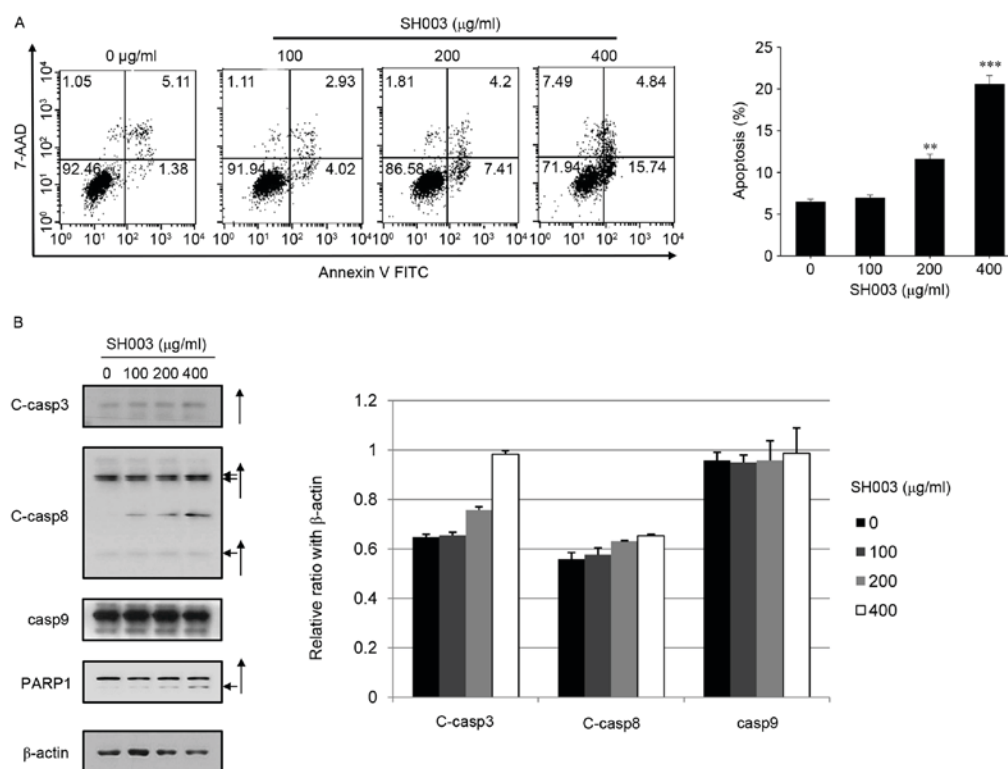 A
SH003 (μg/ml)
0 μg/ml 100 200 400
7-AAD
10⁴
10³
10²
10¹
10⁰
1.05 5.11
92.46 1.38
1.11 2.93
91.94 4.02
1.81 4.2
86.58 7.41
7.49 4.84
71.94 15.74
10⁰ 10¹ 10² 10³ 10⁴ 10⁰ 10¹ 10² 10³ 10⁴ 10⁰ 10¹ 10² 10³ 10⁴ 10⁰ 10¹ 10² 10³ 10⁴
Annexin V FITC
Apoptosis (%)
25
20
15
10
5
0
**
***
0 100 200 400
SH003 (μg/ml)
B
SH003 (μg/ml)
0 100 200 400
C-casp3
C-casp8
casp9
PARP1
β-actin
Relative ratio with β-actin
1.2
1
0.8
0.6
0.4
0.2
0
C-casp3 C-casp8 casp9
SH003 (μg/ml)
0
100
200
400